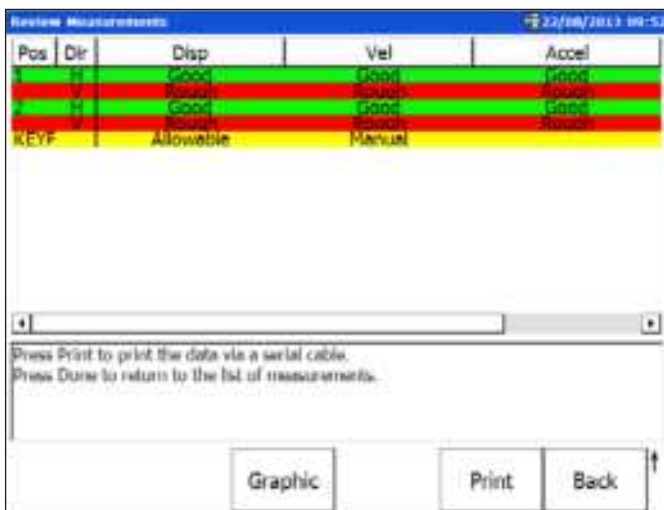 Review Measurements 22/08/2013 09:52
Pos Dir Disp Vel Accel
1 H Good Good Good
V Rough Rough Rough
2 H Good Good Good
V Rough Rough Rough
KEYP Allowable Manual
Press Print to print the data via a serial cable.
Press Done to return to the list of measurements.
Graphic Print Back